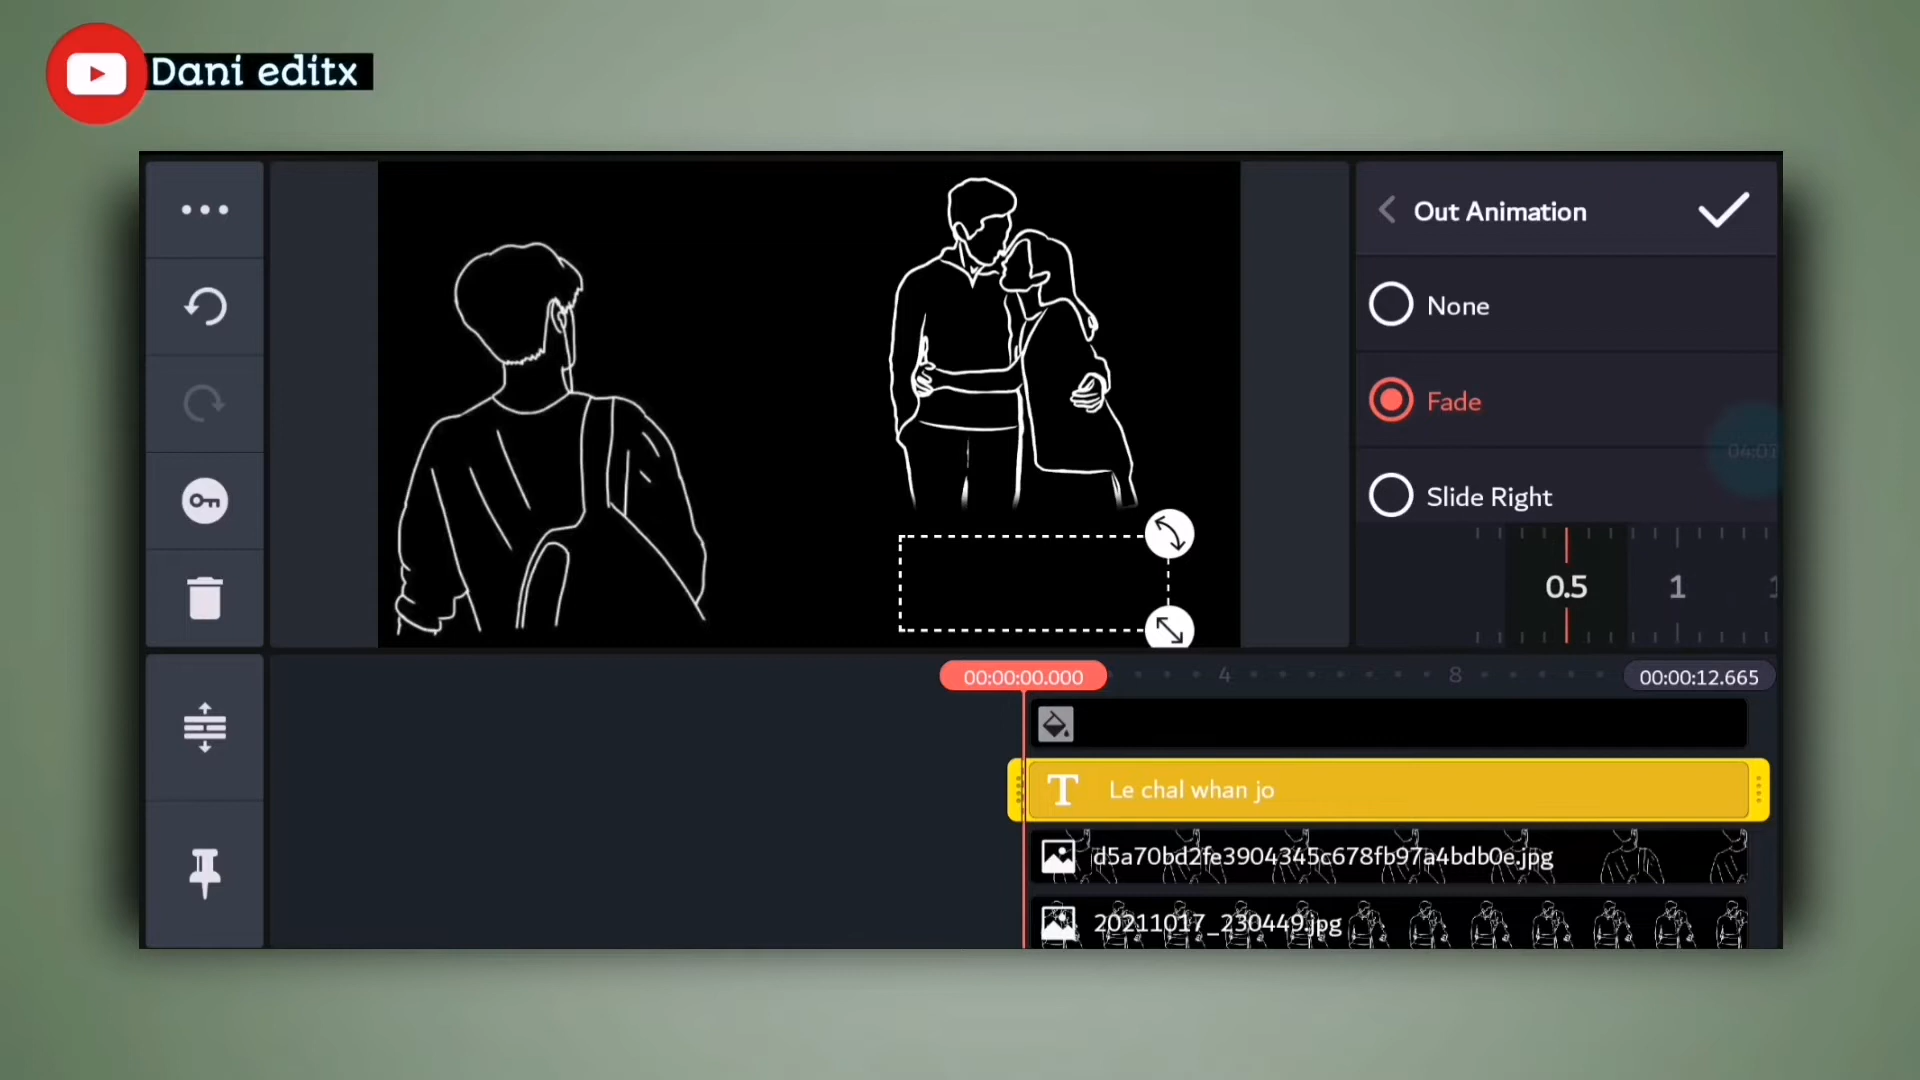 Dani editx
Out Animation
None
Fade
Slide Right
0.5 1
00:00:00.000 4 8 00:00:12.665
T Le chal whan jo
d5a70bd2fe3904345c678fb97a4bdb0e.jpg
20211017_230449.jpg